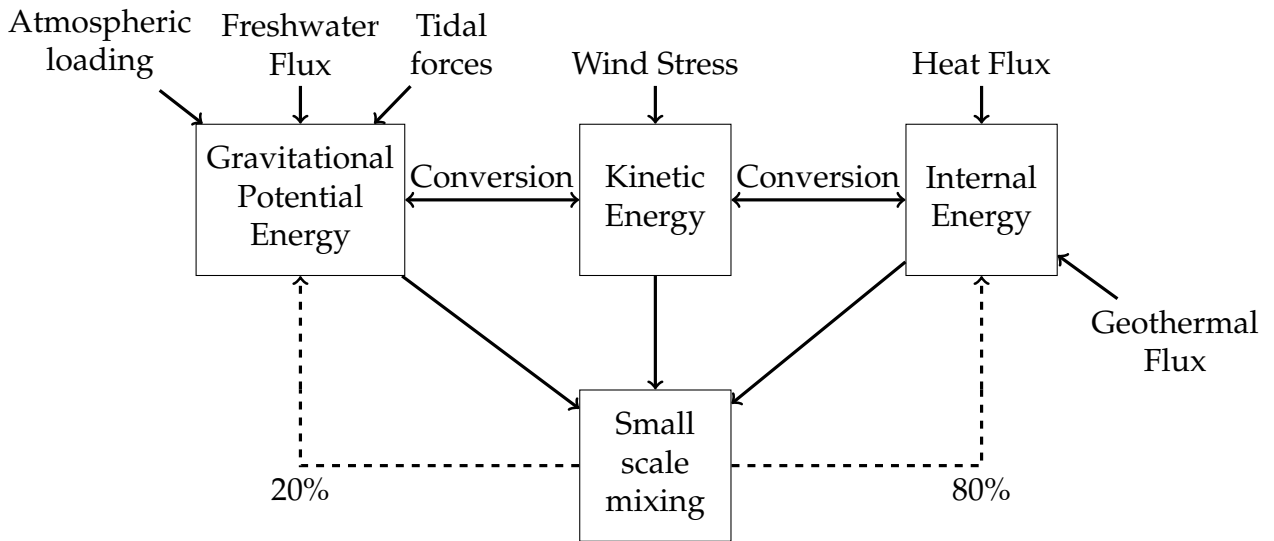 Atmospheric
loading
Freshwater
Flux
Tidal
forces
Wind Stress
Heat Flux
Gravitational
Potential
Energy
Conversion
Kinetic
Energy
Conversion
Internal
Energy
Geothermal
Flux
Small
scale
mixing
20%
80%